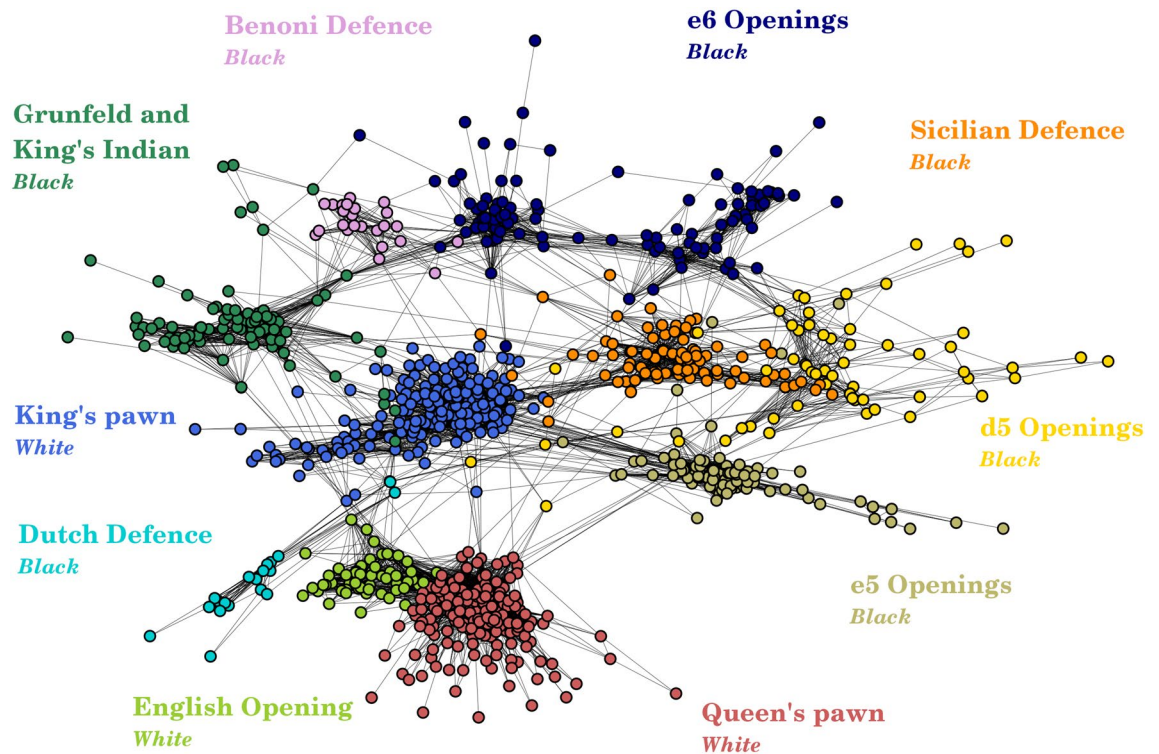 Benoni Defence
Black
e6 Openings
Black
Grunfeld and
King's Indian
Black
Sicilian Defence
Black
King's pawn
White
d5 Openings
Black
Dutch Defence
Black
e5 Openings
Black
English Opening
White
Queen's pawn
White